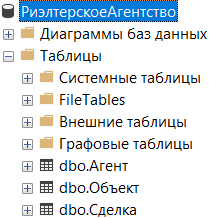 РиэлтерскоеАгентство
Диаграммы баз данных
Таблицы
Системные таблицы
FileTables
Внешние таблицы
Графовые таблицы
dbo.Агент
dbo.Объект
dbo.Сделка